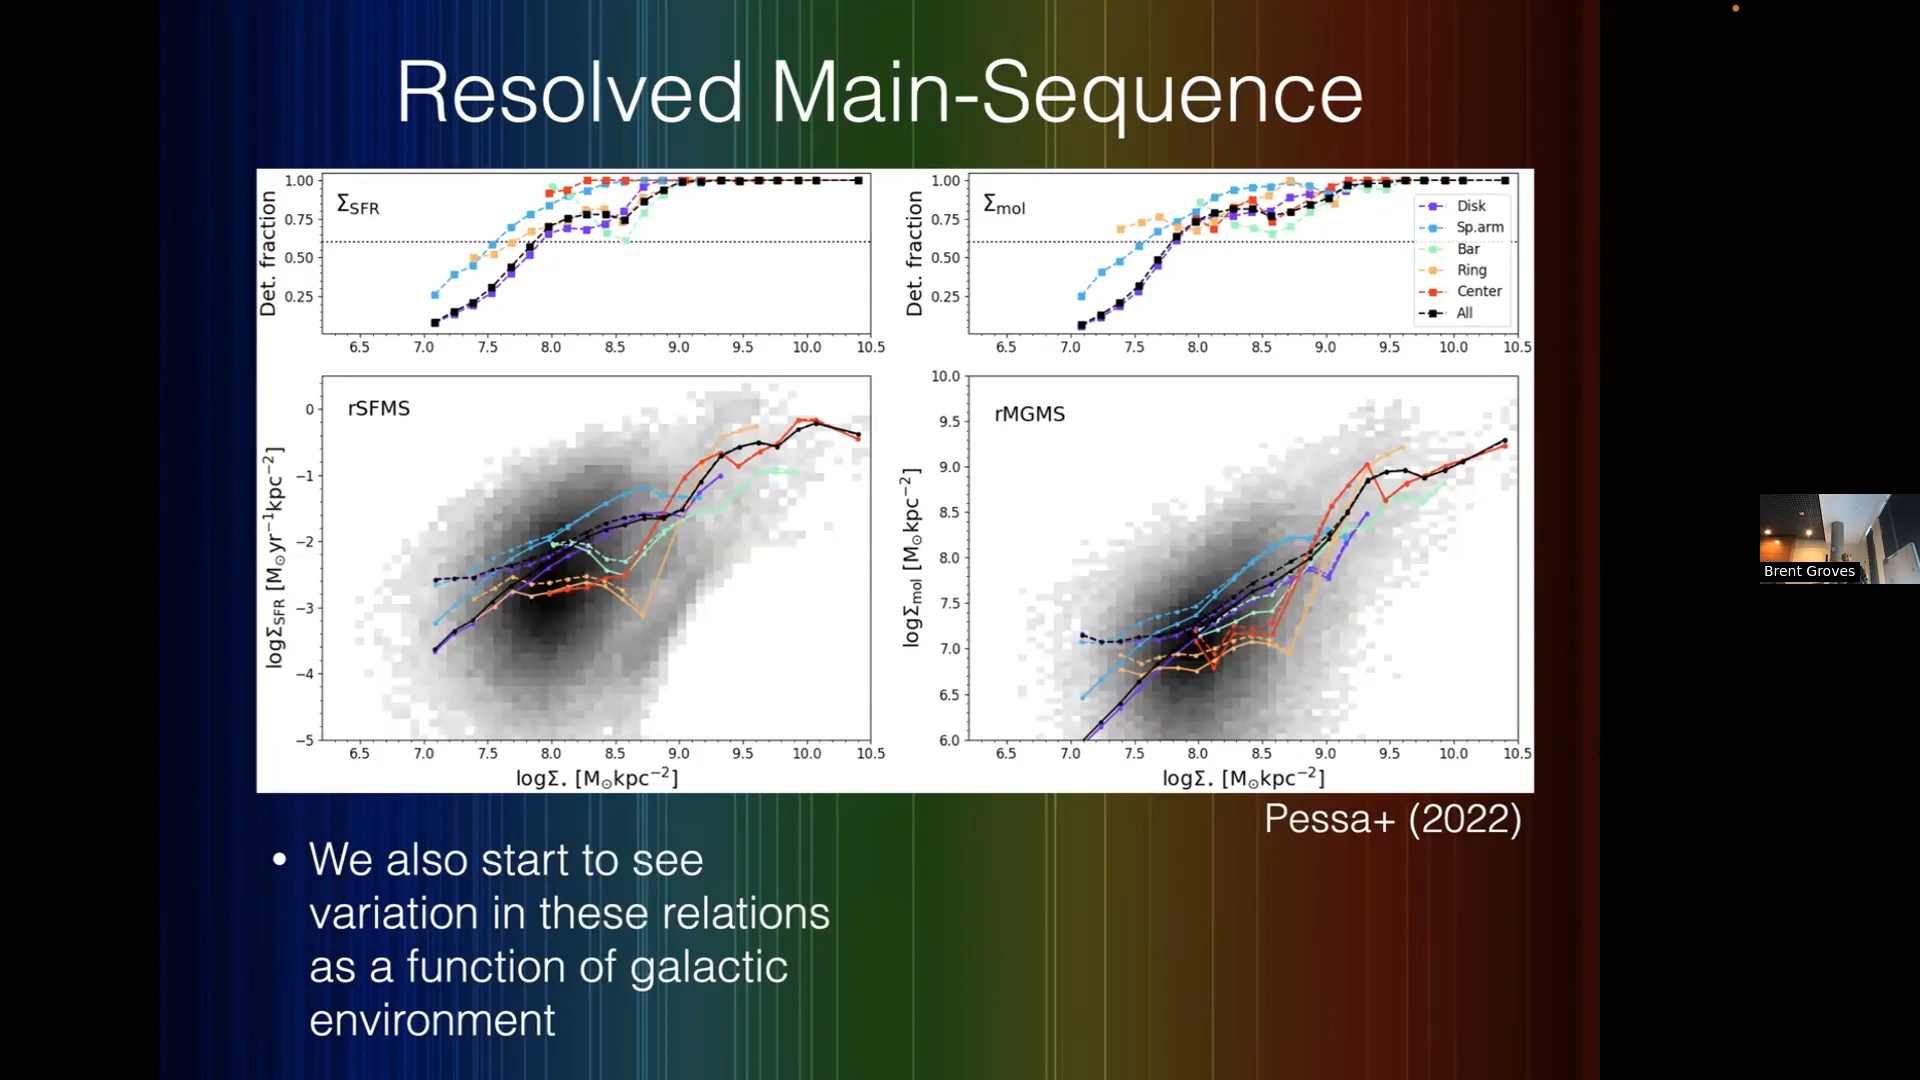 Resolved Main-Sequence
Det. fraction
1.00
0.75
0.50
0.25
Σ_SFR
6.5 7.0 7.5 8.0 8.5 9.0 9.5 10.0 10.5
Det. fraction
1.00
0.75
0.50
0.25
Σ_mol
Disk
Sp.arm
Bar
Ring
Center
All
6.5 7.0 7.5 8.0 8.5 9.0 9.5 10.0 10.5
logΣ_SFR [M_⊙yr⁻¹kpc⁻²]
0
−1
−2
−3
−4
−5
rSFMS
6.5 7.0 7.5 8.0 8.5 9.0 9.5 10.0 10.5
logΣ⋆ [M_⊙kpc⁻²]
logΣ_mol [M_⊙kpc⁻²]
10.0
9.5
9.0
8.5
8.0
7.5
7.0
6.5
6.0
rMGMS
6.5 7.0 7.5 8.0 8.5 9.0 9.5 10.0 10.5
logΣ⋆ [M_⊙kpc⁻²]
Pessa+ (2022)
• We also start to see
variation in these relations
as a function of galactic
environment
Brent Groves